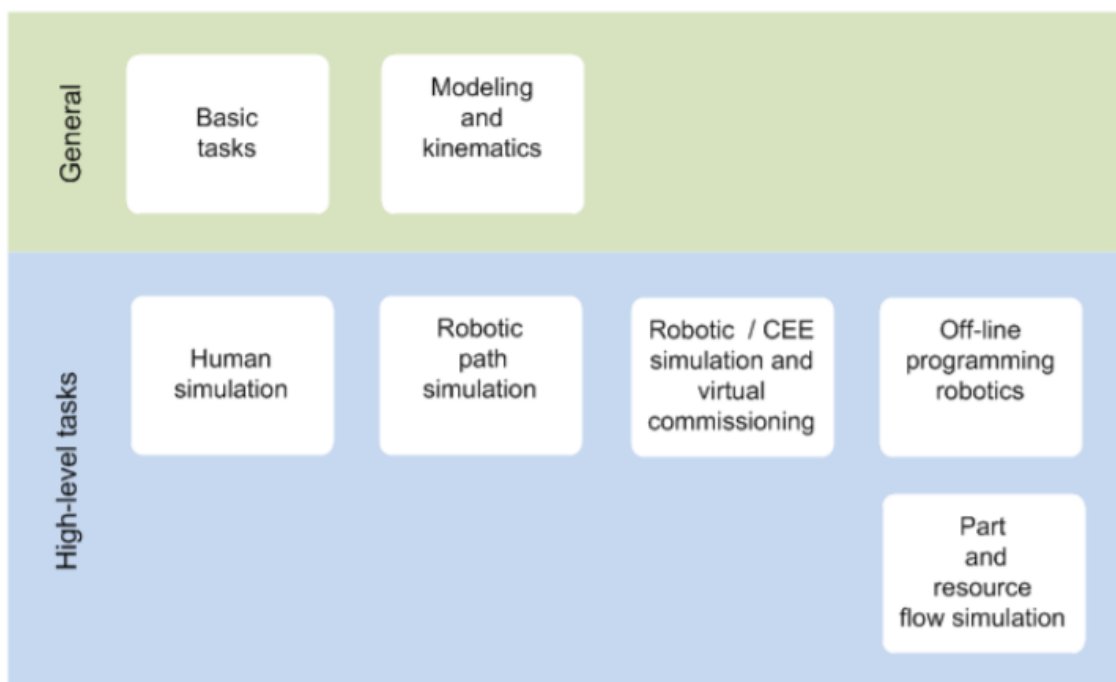 General
Basic
tasks
Modeling
and
kinematics
High-level tasks
Human
simulation
Robotic
path
simulation
Robotic / CEE
simulation and
virtual
commissioning
Off-line
programming
robotics
Part
and
resource
flow simulation